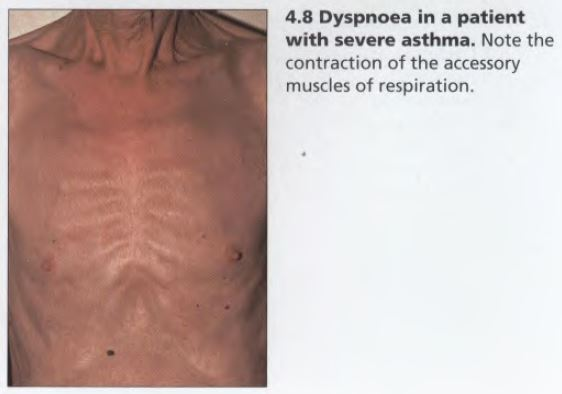 4.8 Dyspnoea in a patient
with severe asthma. Note the
contraction of the accessory
muscles of respiration.